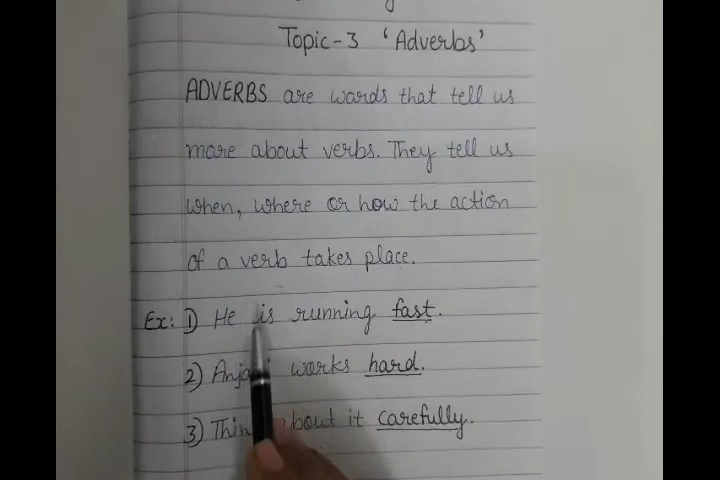 Topic-3 'Adverbs'
ADVERBS are words that tell us
more about verbs. They tell us
when, where or how the action
of a verb takes place.
Ex: 1) He is running fast.
2) works hard.
3) about it carefully.